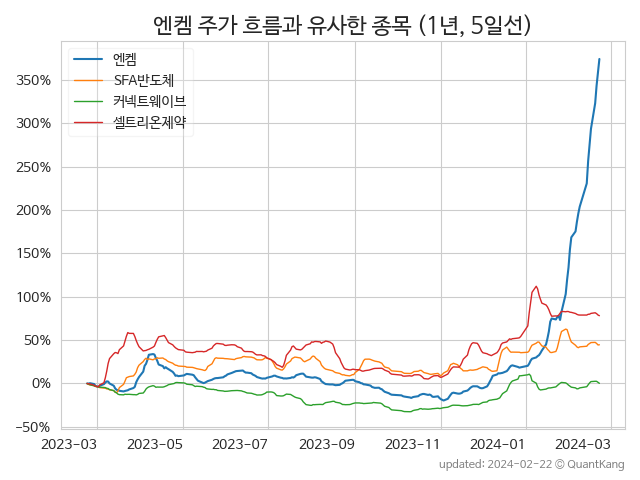 엔켐 주가 흐름과 유사한 종목 (1년, 5일선)
엔켐
SFA반도체
커넥트웨이브
셀트리온제약
350%
300%
250%
200%
150%
100%
50%
0%
−50%
2023-03
2023-05
2023-07
2023-09
2023-11
2024-01
2024-03
updated: 2024-02-22 © QuantKang